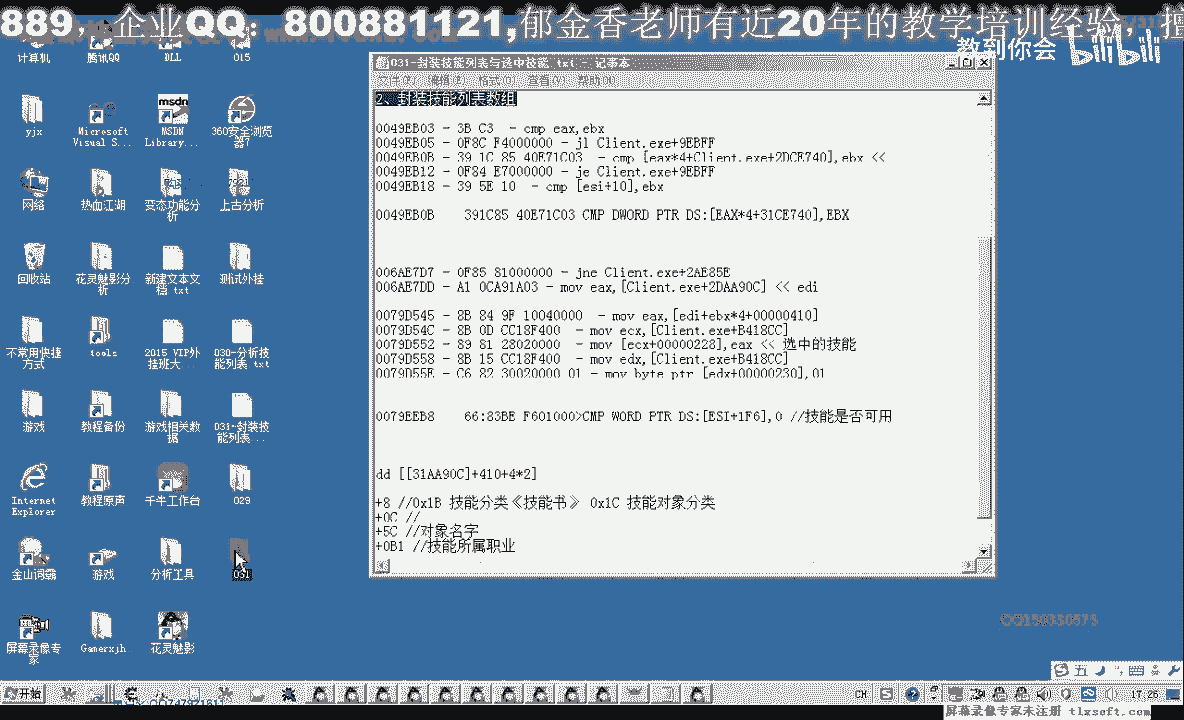 889，企业QQ：800881121,郁金香老师有近20年的教学培训经验，擅
教到你会 bilibili
计算机
腾讯QQ
DLL
015
yjx
Microsoft Visual S...
MSDN Library...
360安全浏览器7
网络
热血江湖
变态功能分析
上古分析
回收站
花灵魅影分析
新建文本文档 txt
测试外挂
不常用快捷方式
tools
2015 VIP外挂班大...
030-分析技能列表 txt
游戏
教程备份
游戏相关数据
031-封装技能列表...
Internet Explorer
教程原声
千牛工作台
029
金山词霸
游戏
分析工具
031
屏幕录像专家
Gamerxjh
花灵魅影
031-封装技能列表与选中技能 txt - 记事本
文件(F) 编辑(E) 格式(O) 查看(V) 帮助(H)
2、封装技能列表数组
0049EB03 - 3B C3 - cmp eax,ebx
0049EB05 - 0F8C F4000000 - jl Client.exe+9EBFF
0049EB0B - 39 1C 85 40E71C03 - cmp [eax*4+Client.exe+2DCE740],ebx <<
0049EB12 - 0F84 E7000000 - je Client.exe+9EBFF
0049EB18 - 39 5E 10 - cmp [esi+10],ebx
0049EB0B 391C85 40E71C03 CMP DWORD PTR DS:[EAX*4+31CE740],EBX
006AE7D7 - 0F85 81000000 - jne Client.exe+2AE85E
006AE7DD - A1 0CA91A03 - mov eax,[Client.exe+2DAA90C] << edi
0079D545 - 8B 84 9F 10040000 - mov eax,[edi+ebx*4+00000410]
0079D54C - 8B 0D CC18F400 - mov ecx,[Client.exe+B418CC]
0079D552 - 89 81 28020000 - mov [ecx+00000228],eax << 选中的技能
0079D558 - 8B 15 CC18F400 - mov edx,[Client.exe+B418CC]
0079D55E - C6 82 30020000 01 - mov byte ptr [edx+00000230],01
0079EEB8 66:83BE F601000>CMP WORD PTR DS:[ESI+1F6],0 //技能是否可用
dd [[31AA90C]+410+4*2]
+8 //0x1B 技能分类《技能书》 0x1C 技能对象分类
+0C //
+5C //对象名字
+0B1 //技能所属职业
开始
CH
17:26
屏幕录像专家未注册 tlxsoft.com